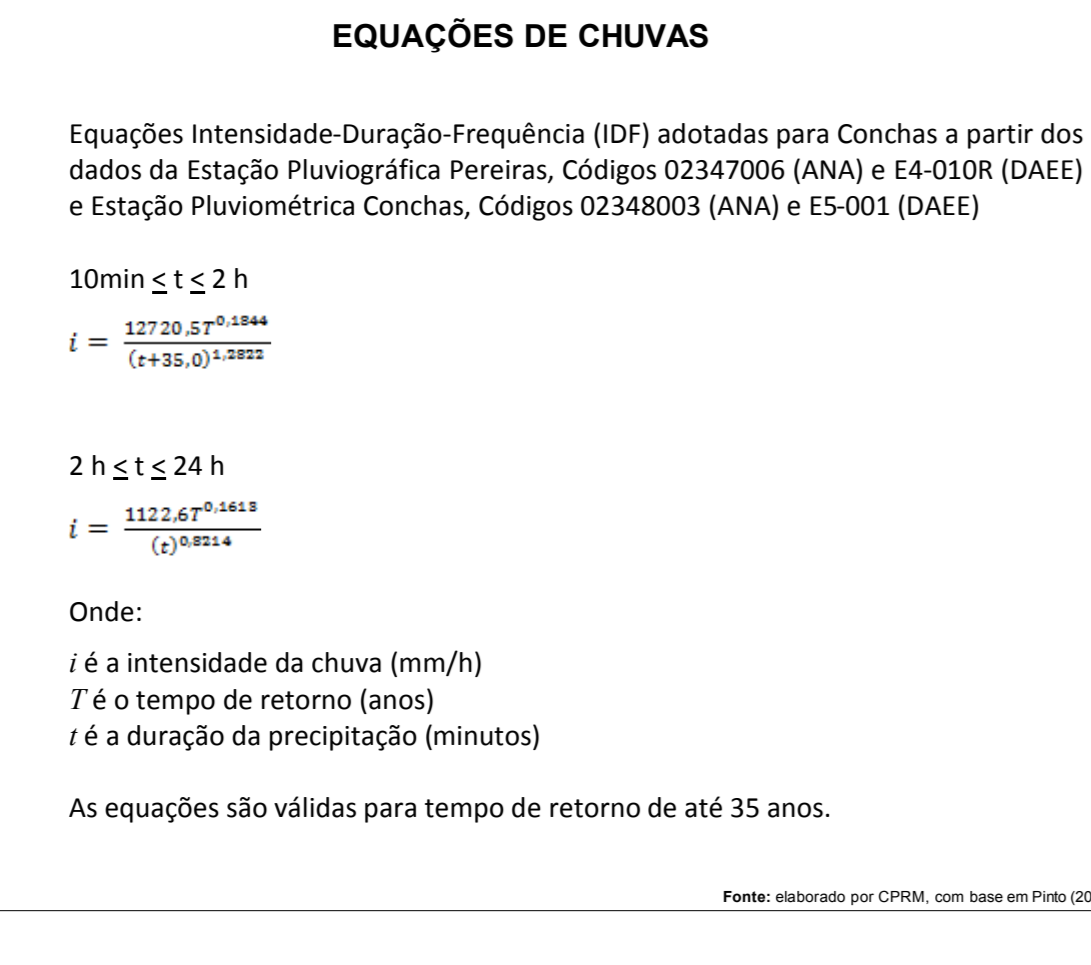 EQUAÇÕES DE CHUVAS
Equações Intensidade-Duração-Frequência (IDF) adotadas para Conchas a partir dos
dados da Estação Pluviográfica Pereiras, Códigos 02347006 (ANA) e E4-010R (DAEE)
e Estação Pluviométrica Conchas, Códigos 02348003 (ANA) e E5-001 (DAEE)
10min ≤ t ≤ 2 h
i = 12720,5T^0,1844 / (t+35,0)^1,2822
2 h ≤ t ≤ 24 h
i = 1122,6T^0,1613 / (t)^0,8214
Onde:
i é a intensidade da chuva (mm/h)
T é o tempo de retorno (anos)
t é a duração da precipitação (minutos)
As equações são válidas para tempo de retorno de até 35 anos.
Fonte: elaborado por CPRM, com base em Pinto (20